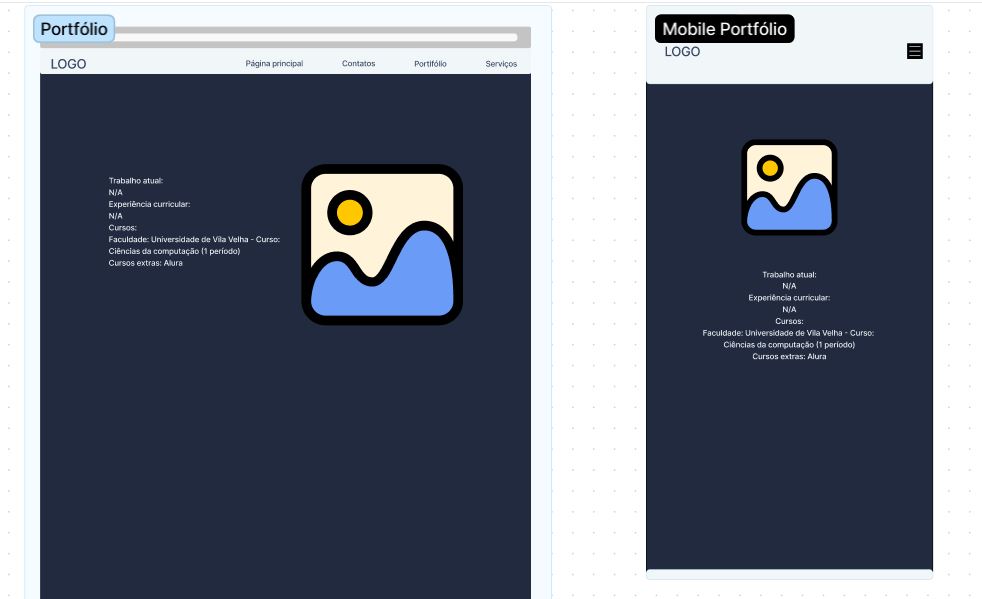 Portfólio
LOGO
Página principal
Contatos
Portifólio
Serviços
Trabalho atual:
N/A
Experiência curricular:
N/A
Cursos:
Faculdade: Universidade de Vila Velha - Curso:
Ciências da computação (1 período)
Cursos extras: Alura
Mobile Portfólio
LOGO
Trabalho atual:
N/A
Experiência curricular:
N/A
Cursos:
Faculdade: Universidade de Vila Velha - Curso:
Ciências da computação (1 período)
Cursos extras: Alura